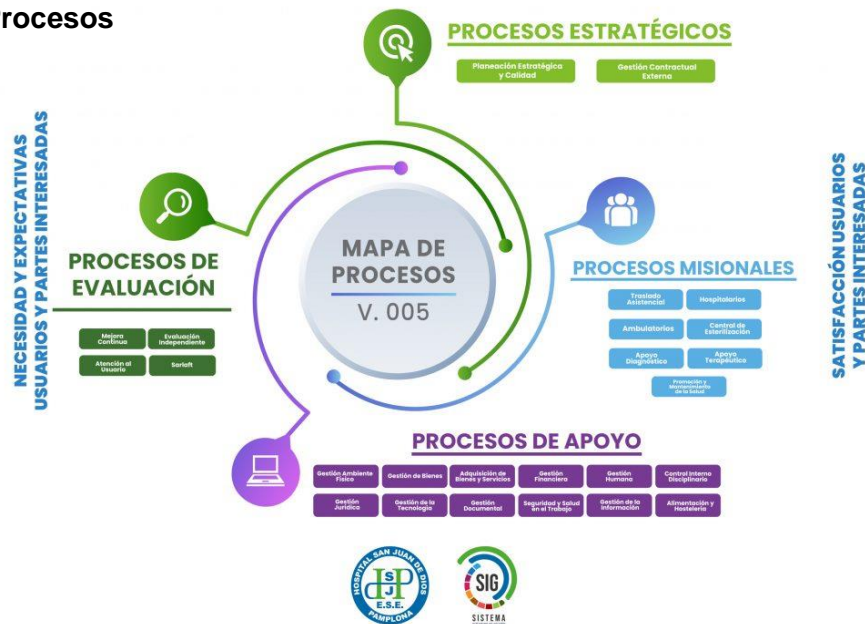 Procesos
PROCESOS ESTRATÉGICOS
Planeación Estratégica
y Calidad
Gestión Contractual
Externa
NECESIDAD Y EXPECTATIVAS
USUARIOS Y PARTES INTERESADAS
PROCESOS DE
EVALUACIÓN
Mejora
Continua
Evaluación
Independiente
Atención al
Usuario
Sarlaft
MAPA DE
PROCESOS
V. 005
PROCESOS MISIONALES
Traslado
Asistencial
Hospitalarios
Ambulatorios
Central de
Esterilización
Apoyo
Diagnóstico
Apoyo
Terapéutico
Promoción y
Mantenimiento
de la Salud
SATISFACCIÓN USUARIOS
Y PARTES INTERESADAS
PROCESOS DE APOYO
Gestión Ambiente
Físico
Gestión de Bienes
Adquisición de
Bienes y Servicios
Gestión
Financiera
Gestión
Humana
Control Interno
Disciplinario
Gestión
Jurídica
Gestión de la
Tecnología
Gestión
Documental
Seguridad y Salud
en el Trabajo
Gestión de la
Información
Alimentación y
Hostelería
HOSPITAL SAN JUAN DE DIOS
HSJDP
E.S.E.
PAMPLONA
SIG
SISTEMA